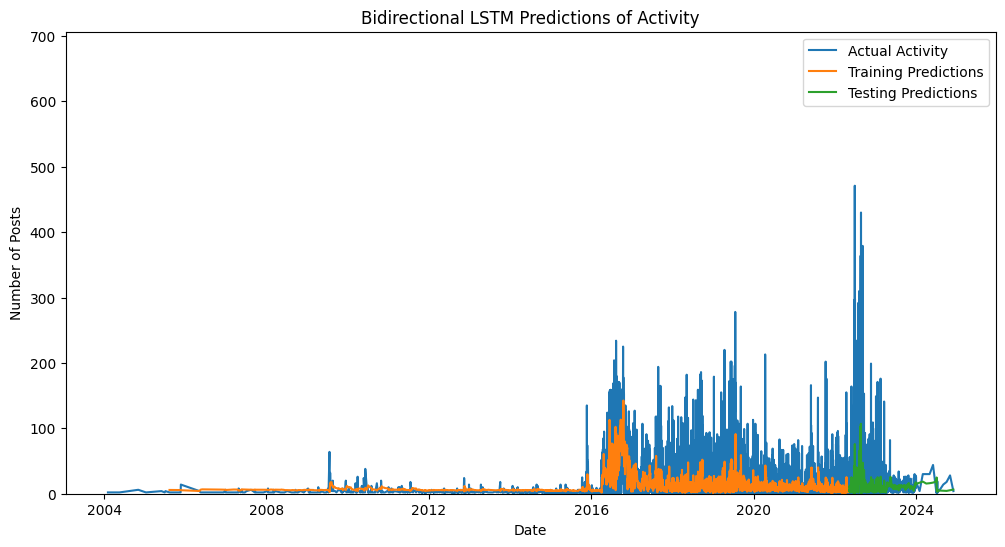 Bidirectional LSTM Predictions of Activity
Actual Activity
Training Predictions
Testing Predictions
Number of Posts
700
600
500
400
300
200
100
0
2004
2008
2012
2016
2020
2024
Date